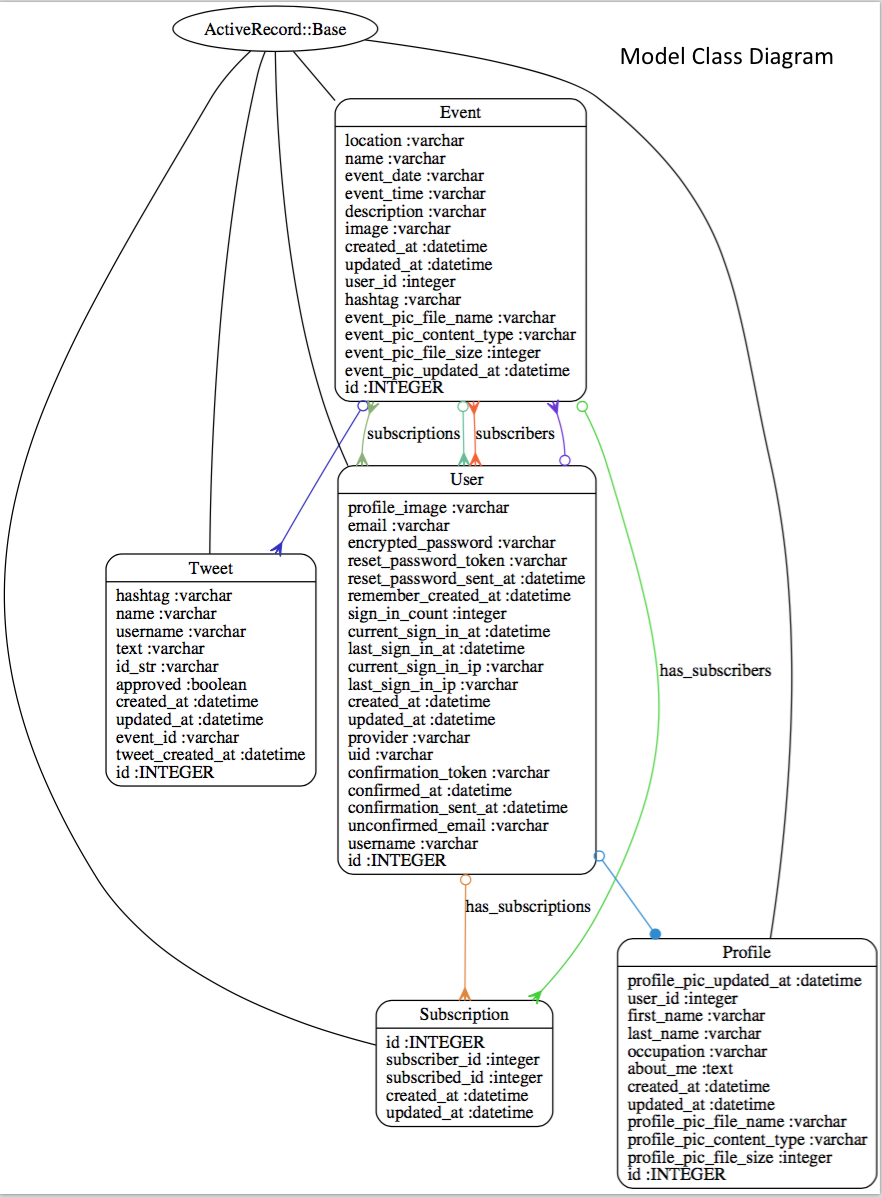 ActiveRecord::Base
Model Class Diagram
Event
location :varchar
name :varchar
event_date :varchar
event_time :varchar
description :varchar
image :varchar
created_at :datetime
updated_at :datetime
user_id :integer
hashtag :varchar
event_pic_file_name :varchar
event_pic_content_type :varchar
event_pic_file_size :integer
event_pic_updated_at :datetime
id :INTEGER
subscriptions
subscribers
User
profile_image :varchar
email :varchar
encrypted_password :varchar
reset_password_token :varchar
reset_password_sent_at :datetime
remember_created_at :datetime
sign_in_count :integer
current_sign_in_at :datetime
last_sign_in_at :datetime
current_sign_in_ip :varchar
last_sign_in_ip :varchar
created_at :datetime
updated_at :datetime
provider :varchar
uid :varchar
confirmation_token :varchar
confirmed_at :datetime
confirmation_sent_at :datetime
unconfirmed_email :varchar
username :varchar
id :INTEGER
Tweet
hashtag :varchar
name :varchar
username :varchar
text :varchar
id_str :varchar
approved :boolean
created_at :datetime
updated_at :datetime
event_id :varchar
tweet_created_at :datetime
id :INTEGER
has_subscribers
has_subscriptions
Subscription
id :INTEGER
subscriber_id :integer
subscribed_id :integer
created_at :datetime
updated_at :datetime
Profile
profile_pic_updated_at :datetime
user_id :integer
first_name :varchar
last_name :varchar
occupation :varchar
about_me :text
created_at :datetime
updated_at :datetime
profile_pic_file_name :varchar
profile_pic_content_type :varchar
profile_pic_file_size :integer
id :INTEGER